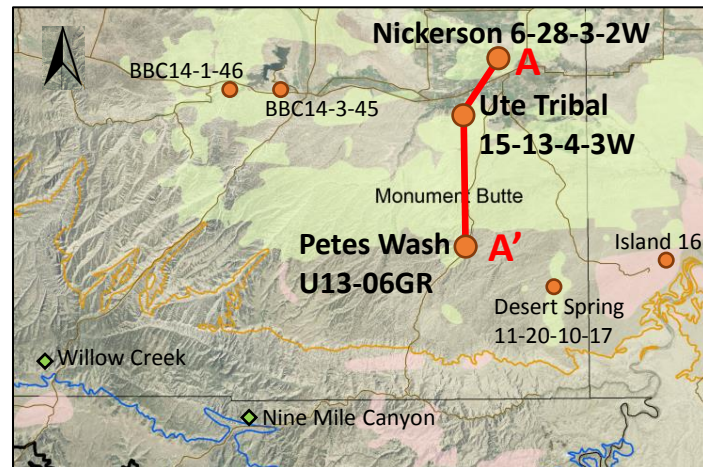 Nickerson 6-28-3-2W
A
BBC14-1-46
BBC14-3-45
Ute Tribal
15-13-4-3W
Monument Butte
Petes Wash
U13-06GR
A’
Island 16
Desert Spring
11-20-10-17
Willow Creek
Nine Mile Canyon